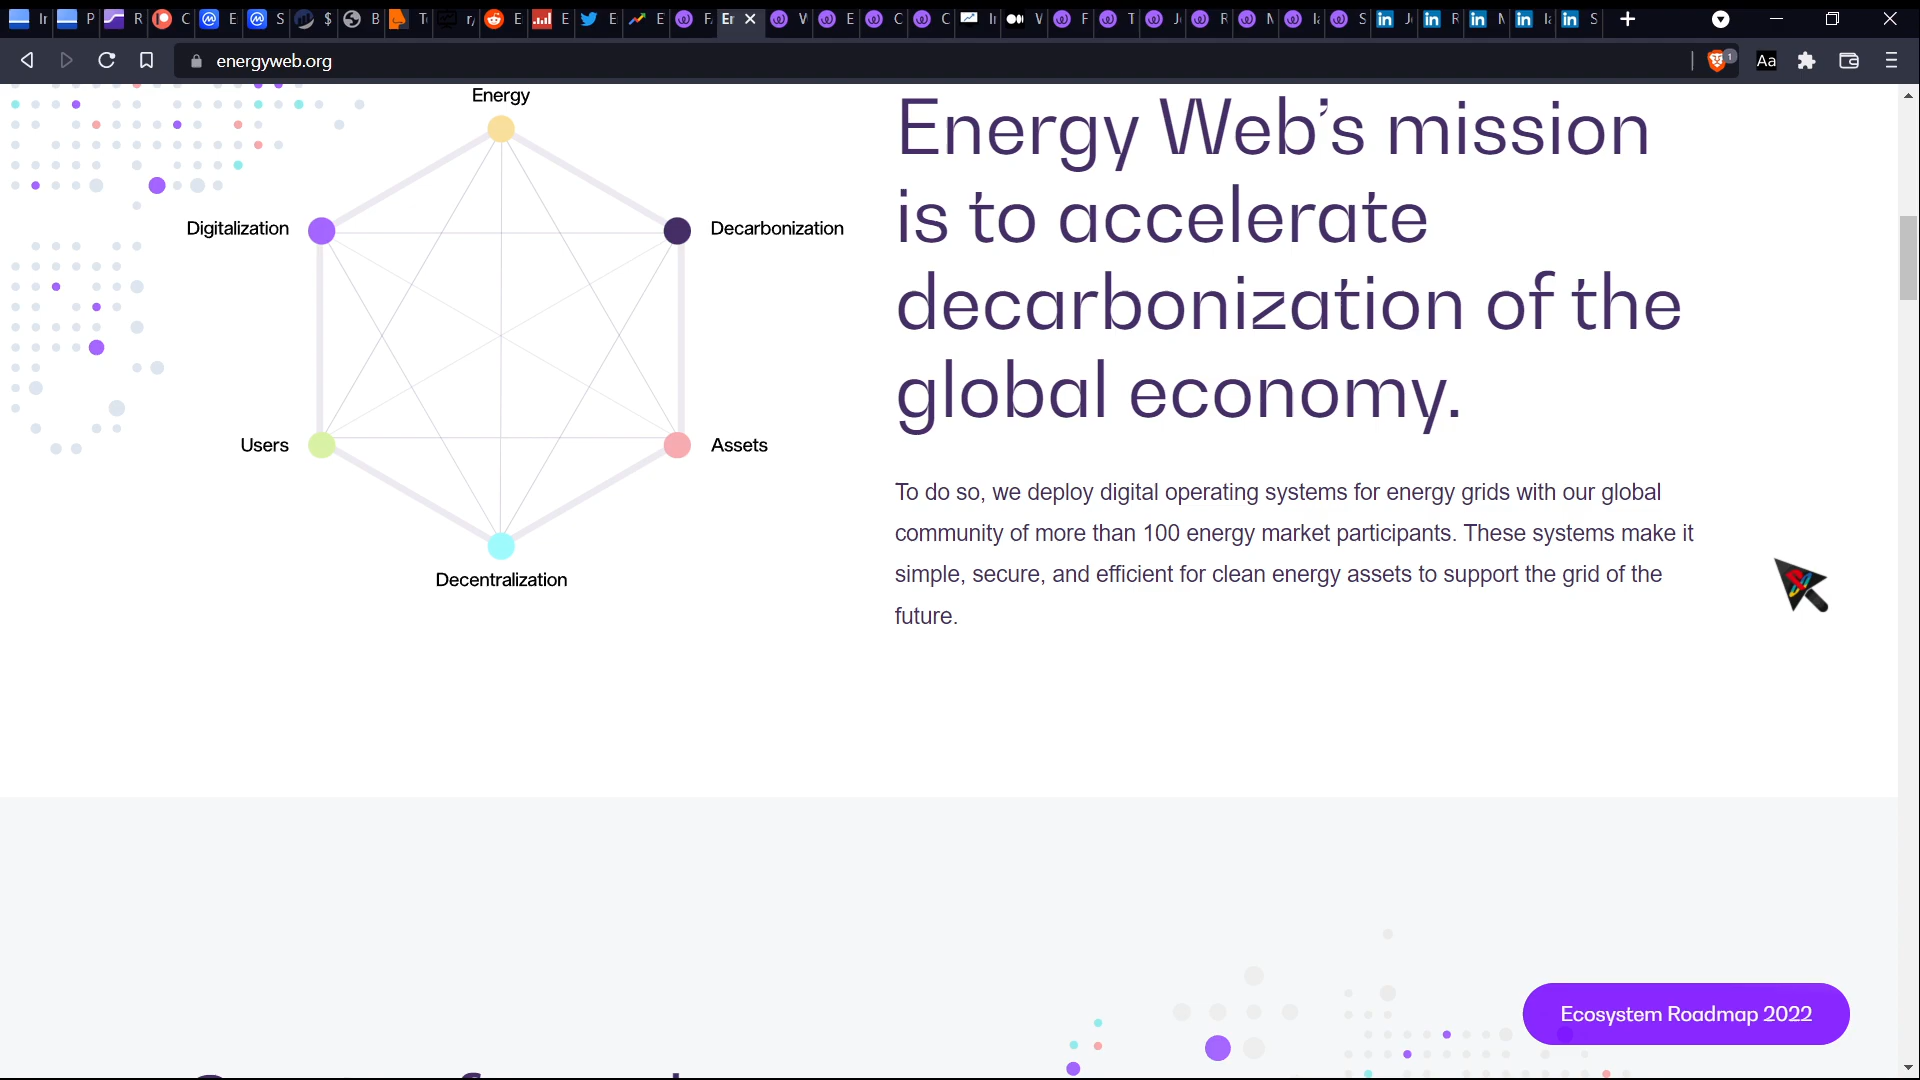 energyweb.org
1
Aa
Energy
Digitalization
Decarbonization
Users
Assets
Decentralization
Energy Web's mission
is to accelerate
decarbonization of the
global economy.
To do so, we deploy digital operating systems for energy grids with our global
community of more than 100 energy market participants. These systems make it
simple, secure, and efficient for clean energy assets to support the grid of the
future.
Ecosystem Roadmap 2022